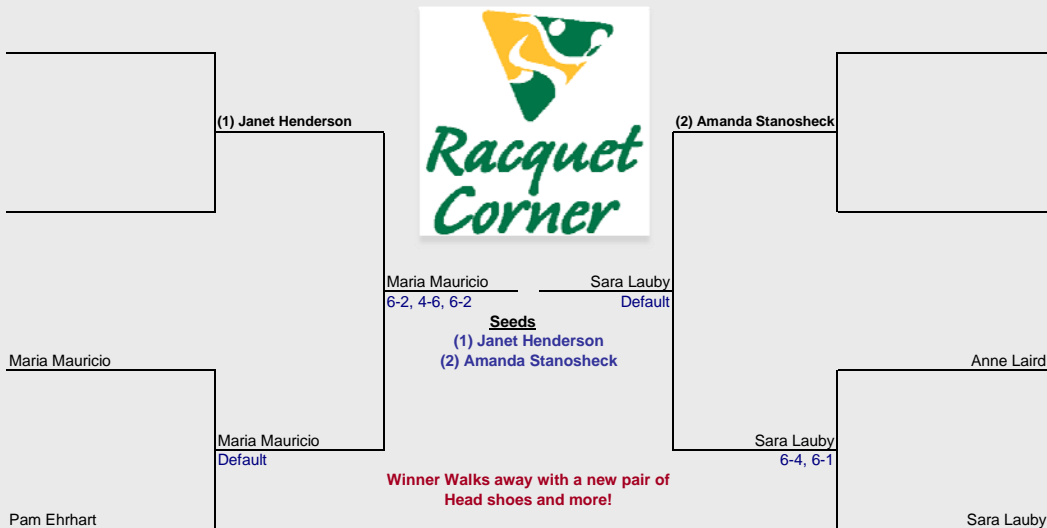 (1) Janet Henderson
(2) Amanda Stanosheck
Racquet
Corner
Maria Mauricio
6-2, 4-6, 6-2
Sara Lauby
Default
Seeds
(1) Janet Henderson
(2) Amanda Stanosheck
Maria Mauricio
Anne Laird
Maria Mauricio
Default
Sara Lauby
6-4, 6-1
Winner Walks away with a new pair of
Head shoes and more!
Pam Ehrhart
Sara Lauby